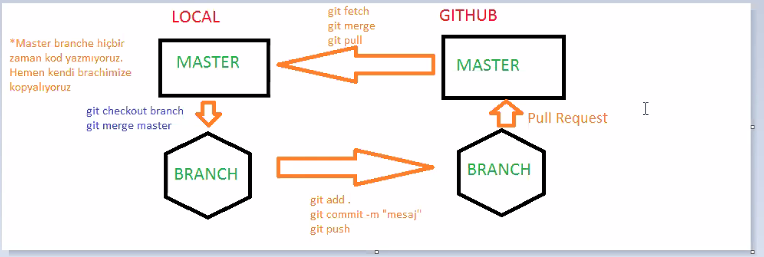 LOCAL
GITHUB
git fetch
git merge
git pull
*Master branche hiçbir
zaman kod yazmıyoruz.
Hemen kendi brachimize
kopyalıyoruz
MASTER
MASTER
git checkout branch
git merge master
Pull Request
BRANCH
BRANCH
git add .
git commit -m "mesaj"
git push